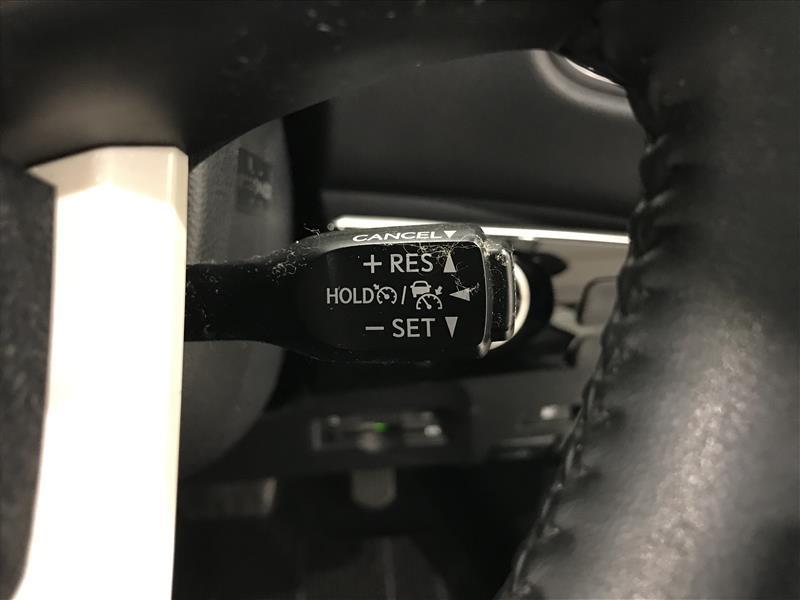 CANCEL▼
+ RES ▲
HOLD / ◀
− SET ▼